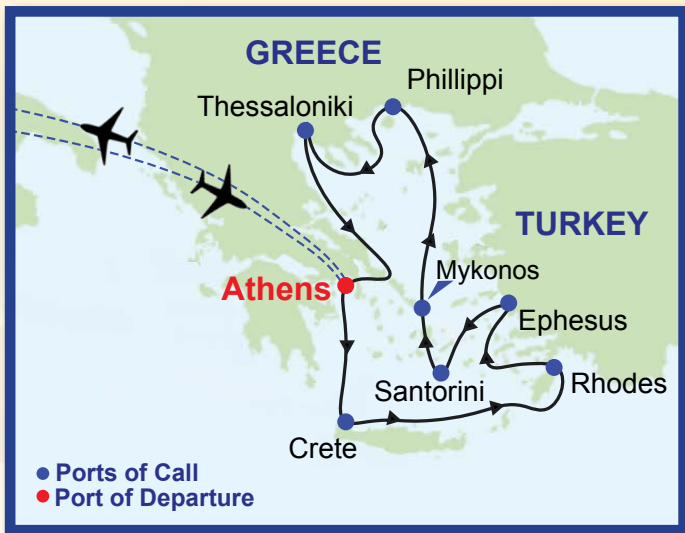 GREECE
Phillippi
Thessaloniki
TURKEY
Mykonos
Athens
Ephesus
Santorini
Rhodes
Crete
Ports of Call
Port of Departure